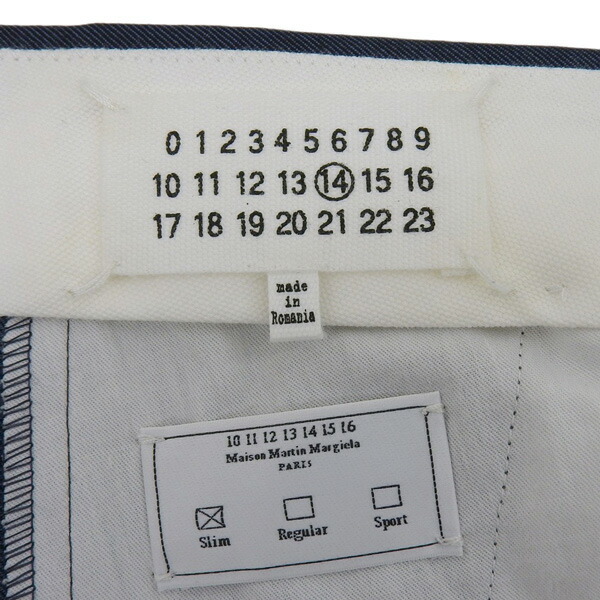 0 1 2 3 4 5 6 7 8 9
10 11 12 13 14 15 16
17 18 19 20 21 22 23
made
in
Romania
10 11 12 13 14 15 16
Maison Martin Margiela
PARIS
Slim Regular Sport